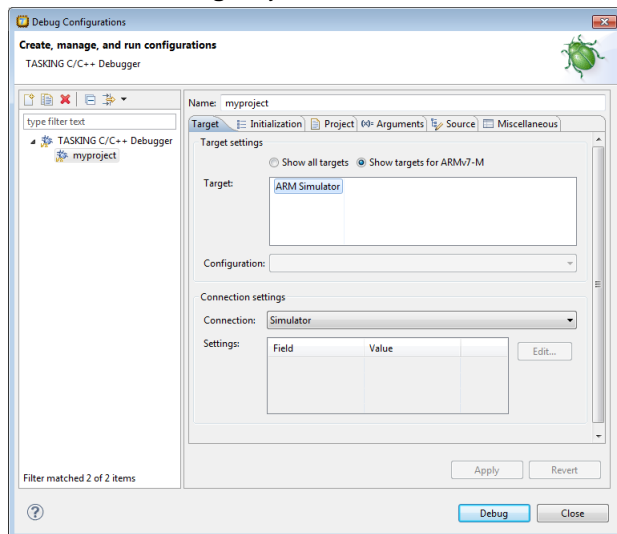 Debug Configurations
Create, manage, and run configurations
TASKING C/C++ Debugger
type filter text
TASKING C/C++ Debugger
myproject
Filter matched 2 of 2 items
Name: myproject
Target Initialization Project (x)= Arguments Source Miscellaneous
Target settings
Show all targets Show targets for ARMv7-M
Target: ARM Simulator
Configuration:
Connection settings
Connection: Simulator
Settings: Field Value Edit...
Apply Revert
? Debug Close